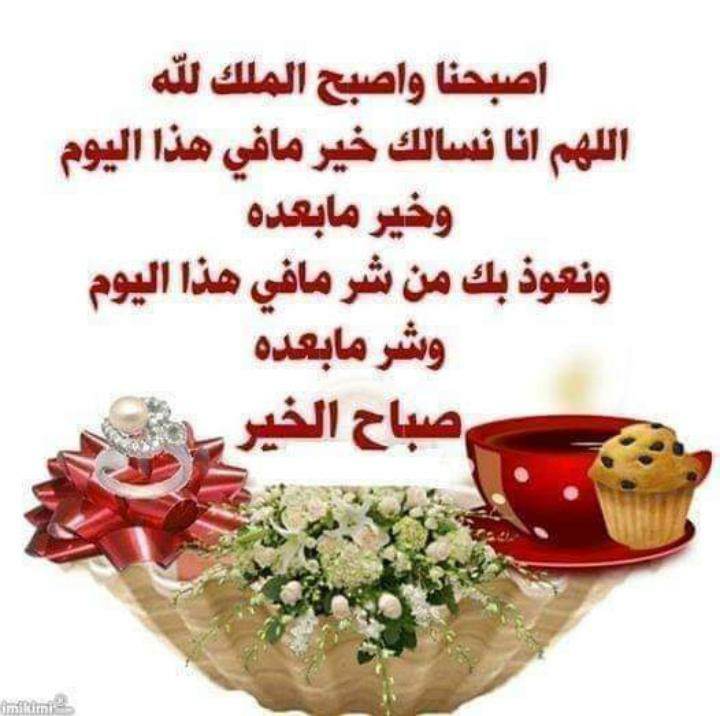 اصبحنا واصبح الملك لله
اللهم انا نسالك خير مافي هذا اليوم
وخير مابعده
ونعوذ بك من شر مافي هذا اليوم
وشر مابعده
صباح الخير
imikimi